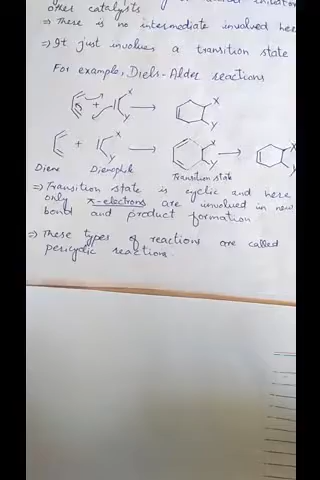 other catalysts
⇒ There is no intermediate involved here
⇒ It just involves a transition state
For example, Diels-Alder reactions
+ X Y → X Y
+ X Y → X Y → X Y
Diene Dienophile Transition state
⇒ Transition state is cyclic and here
only π-electrons are involved in new
bond and product formation
⇒ These types of reactions are called
pericyclic reactions.